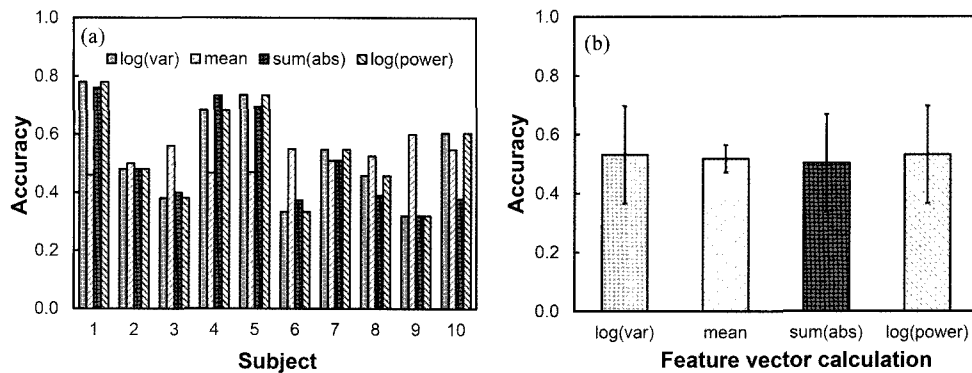 (a)
log(var) mean sum(abs) log(power)
1.0
0.8
0.6
0.4
0.2
0.0
Accuracy
1 2 3 4 5 6 7 8 9 10
Subject
(b)
1.0
0.8
0.6
0.4
0.2
0.0
Accuracy
log(var) mean sum(abs) log(power)
Feature vector calculation